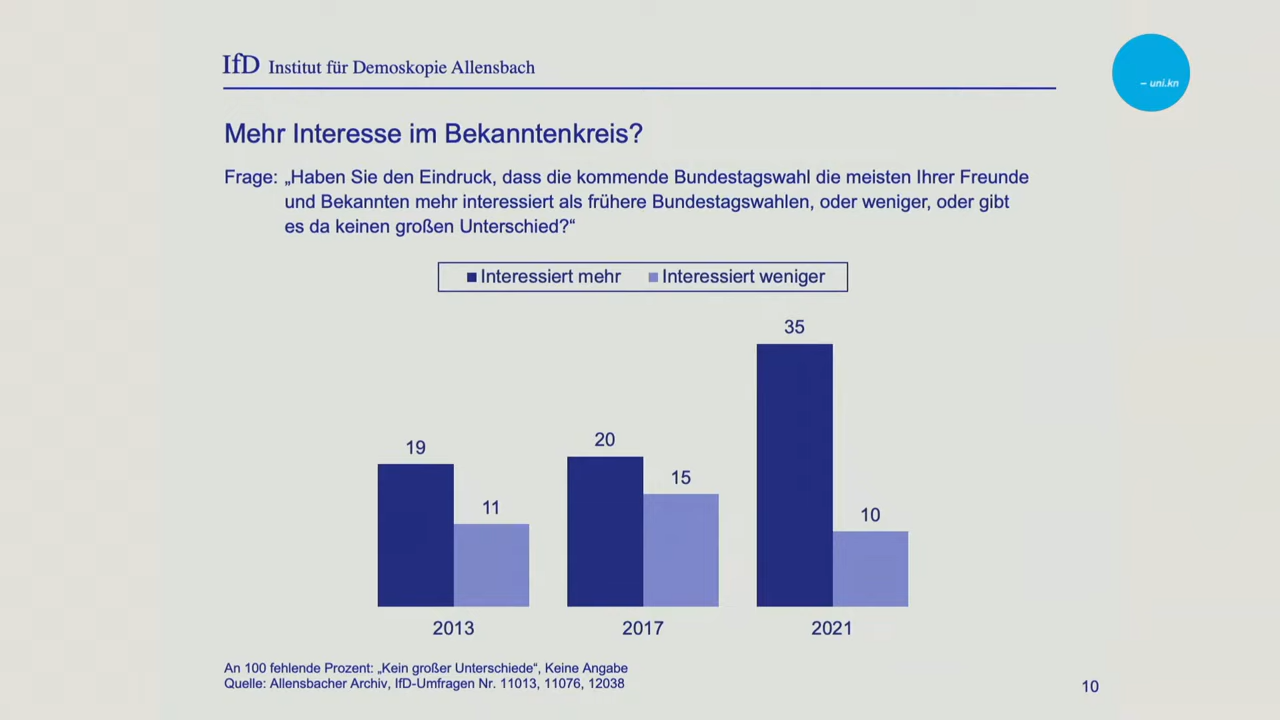 IfD Institut für Demoskopie Allensbach
– uni.kn
Mehr Interesse im Bekanntenkreis?
Frage: „Haben Sie den Eindruck, dass die kommende Bundestagswahl die meisten Ihrer Freunde
und Bekannten mehr interessiert als frühere Bundestagswahlen, oder weniger, oder gibt
es da keinen großen Unterschied?“
Interessiert mehr Interessiert weniger
35
19
20
15
11
10
2013 2017 2021
An 100 fehlende Prozent: „Kein großer Unterschiede“, Keine Angabe
Quelle: Allensbacher Archiv, IfD-Umfragen Nr. 11013, 11076, 12038
10